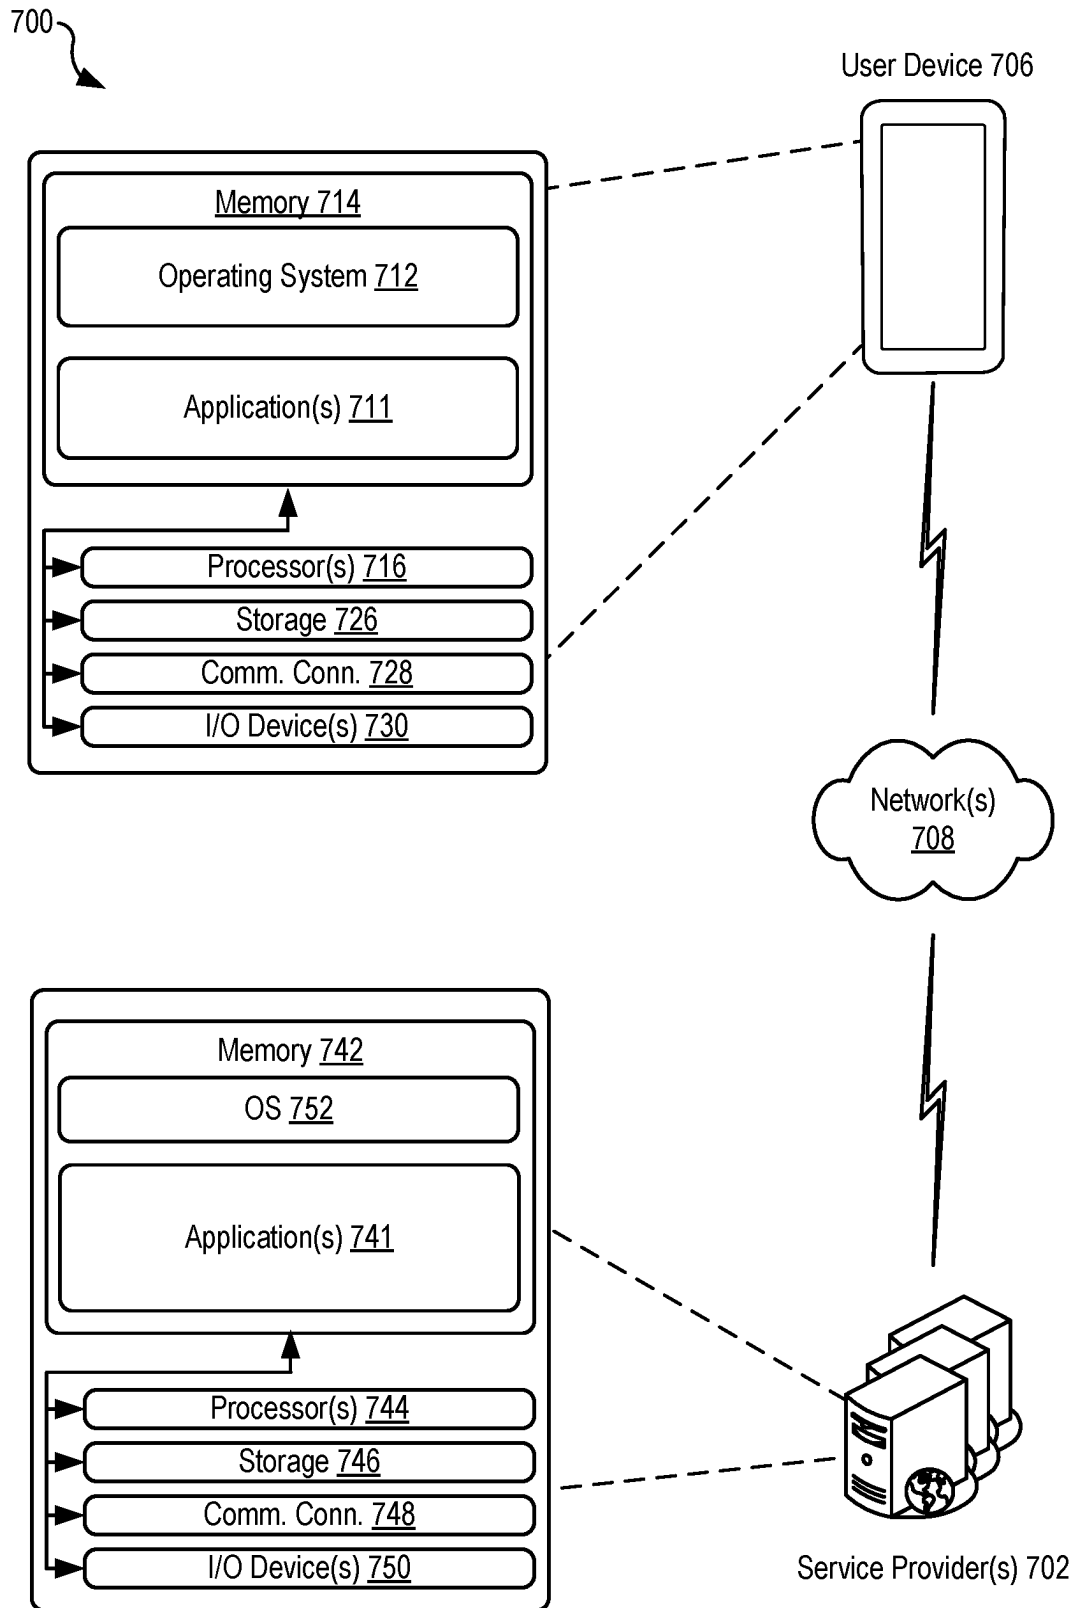 700
User Device 706
Memory 714
Operating System 712
Application(s) 711
Processor(s) 716
Storage 726
Comm. Conn. 728
I/O Device(s) 730
Network(s)
708
Memory 742
OS 752
Application(s) 741
Processor(s) 744
Storage 746
Comm. Conn. 748
I/O Device(s) 750
Service Provider(s) 702